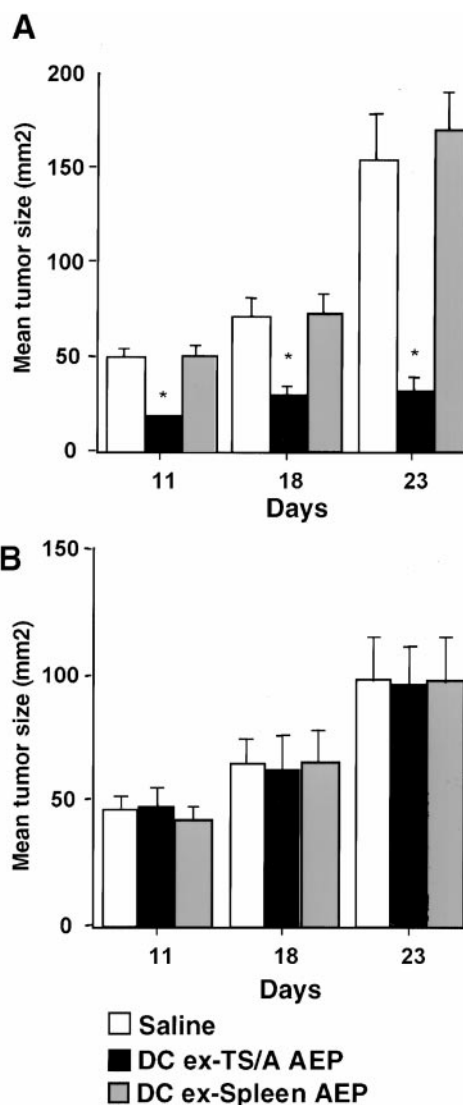 A
Mean tumor size (mm2)
200
150
100
50
0
*
*
*
11
18
23
Days
B
Mean tumor size (mm2)
150
100
50
0
11
18
23
Days
Saline
DC ex-TS/A AEP
DC ex-Spleen AEP